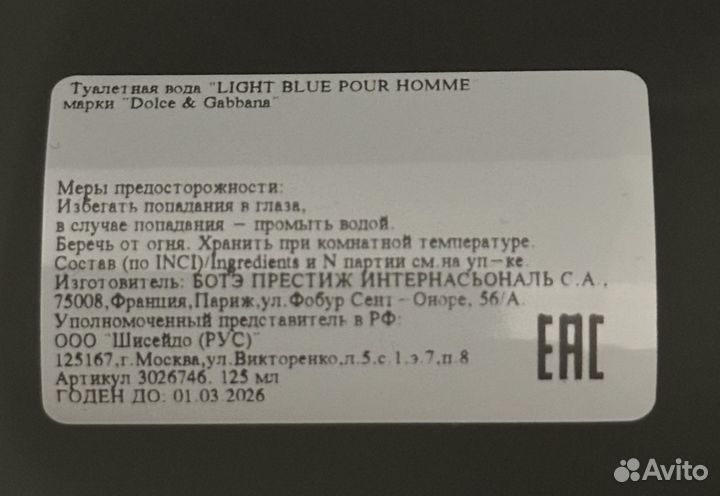 Туалетная вода "LIGHT BLUE POUR HOMME"
марки "Dolce & Gabbana"
Меры предосторожности:
Избегать попадания в глаза,
в случае попадания – промыть водой.
Беречь от огня. Хранить при комнатной температуре.
Состав (по INCI)/Ingredients и N партии см.на уп-ке.
Изготовитель: БОТЭ ПРЕСТИЖ ИНТЕРНАСЬОНАЛЬ С.А.,
75008,Франция,Париж,ул.Фобур Сент-Оноре, 56/А.
Уполномоченный представитель в РФ:
ООО "Шисейдо (РУС)"
125167,г.Москва,ул.Викторенко,л.5,с.1,э.7,п.8
Артикул 3026746. 125 мл
ГОДЕН ДО: 01.03.2026
EAC
Avito